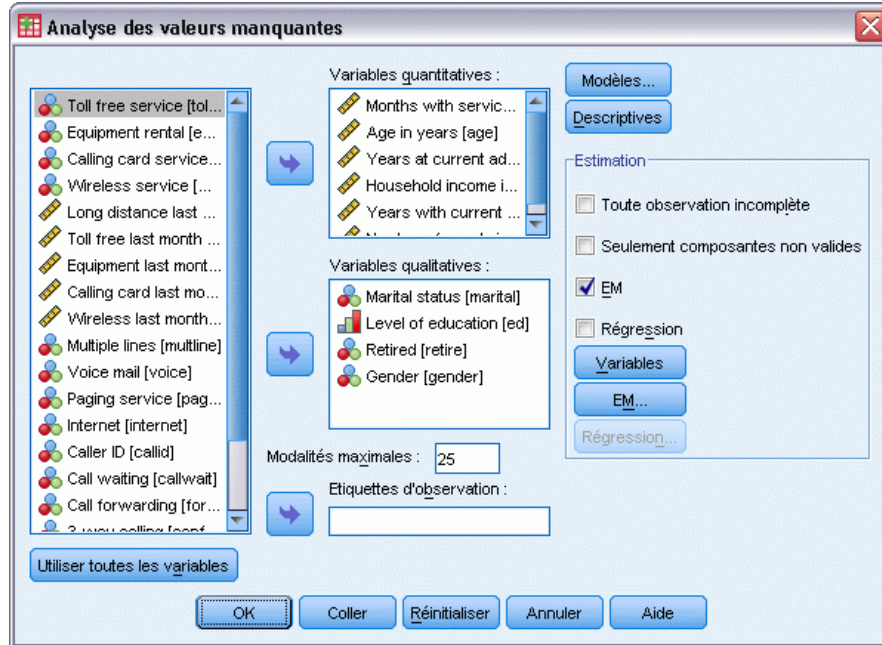 Analyse des valeurs manquantes
Toll free service [tol...
Equipment rental [e...
Calling card service...
Wireless service [...
Long distance last ...
Toll free last month ...
Equipment last mont...
Calling card last mo...
Wireless last month...
Multiple lines [multline]
Voice mail [voice]
Paging service [pag...
Internet [internet]
Caller ID [callid]
Call waiting [callwait]
Call forwarding [for...
Utiliser toutes les variables
Variables quantitatives :
Months with servic...
Age in years [age]
Years at current ad...
Household income i...
Years with current ...
Variables qualitatives :
Marital status [marital]
Level of education [ed]
Retired [retire]
Gender [gender]
Modalités maximales : 25
Etiquettes d'observation :
Modèles...
Descriptives
Estimation
Toute observation incomplète
Seulement composantes non valides
EM
Régression
Variables
EM...
Régression...
OK Coller Réinitialiser Annuler Aide